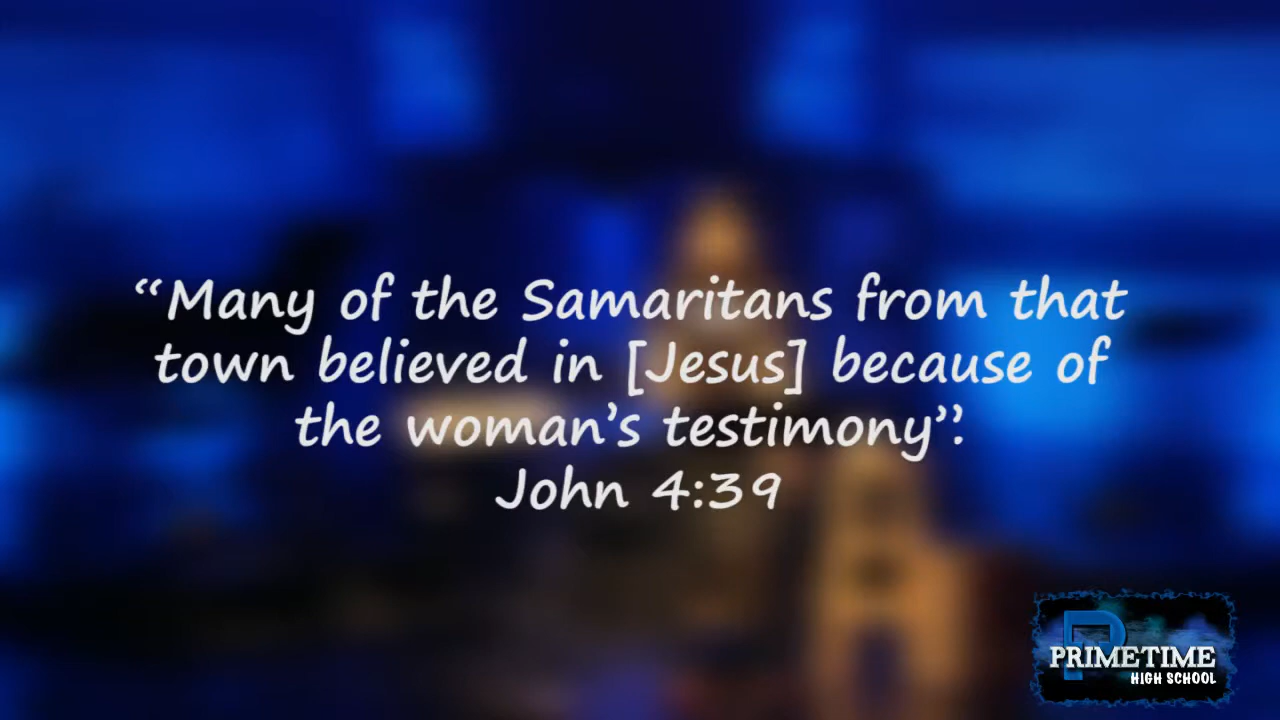 “Many of the Samaritans from that
town believed in [Jesus] because of
the woman’s testimony”.
John 4:39
PRIMETIME
HIGH SCHOOL